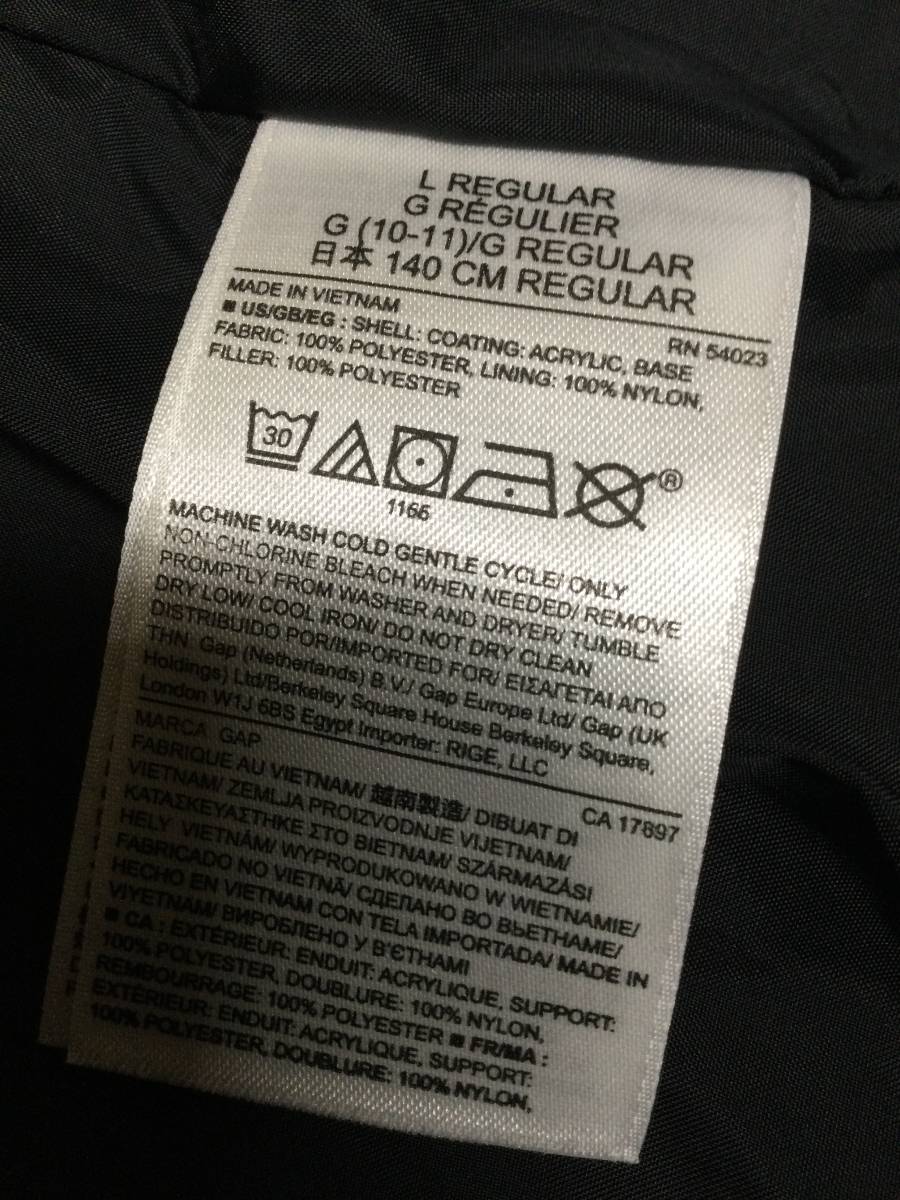 L REGULAR
G RÉGULIER
G (10-11)/G REGULAR
日本 140 CM REGULAR
MADE IN VIETNAM
RN 54023
■ US/GB/EG : SHELL: COATING: ACRYLIC, BASE
FABRIC: 100% POLYESTER, LINING: 100% NYLON,
FILLER: 100% POLYESTER
30
1166
®
MACHINE WASH COLD GENTLE CYCLE/ ONLY
NON-CHLORINE BLEACH WHEN NEEDED/ REMOVE
PROMPTLY FROM WASHER AND DRYER/ TUMBLE
DRY LOW/ COOL IRON/ DO NOT DRY CLEAN
DISTRIBUIDO POR/IMPORTED FOR/ ΕΙΣΑΓΕΤΑΙ ΑΠΟ
ΤΗΝ Gap (Netherlands) B.V./ Gap Europe Ltd/ Gap (UK
Holdings) Ltd/Berkeley Square House Berkeley Square,
London W1J 6BS Egypt Importer: RIGE, LLC
MARCA GAP
CA 17897
FABRIQUE AU VIETNAM/ 越南製造/ DIBUAT DI
VIETNAM/ ZEMLJA PROIZVODNJE VIJETNAM/
ΚΑΤΑΣΚΕΥΑΣΤΗΚΕ ΣΤΟ ΒΙΕΤΝΑΜ/ SZÁRMAZÁSI
HELY VIETNÁM/ WYPRODUKOWANO W WIETNAMIE/
FABRICADO NO VIETNÃ/ СДЕЛАНО ВО ВЬЕТНАМЕ/
HECHO EN VIETNAM CON TELA IMPORTADA/ MADE IN
VIYETNAM/ ВИРОБЛЕНО У В'ЄТНАМІ
■ CA : EXTÉRIEUR: ENDUIT: ACRYLIQUE, SUPPORT:
100% POLYESTER, DOUBLURE: 100% NYLON,
REMBOURRAGE: 100% POLYESTER ■ FR/MA :
EXTÉRIEUR: ENDUIT: ACRYLIQUE, SUPPORT:
100% POLYESTER, DOUBLURE: 100% NYLON,